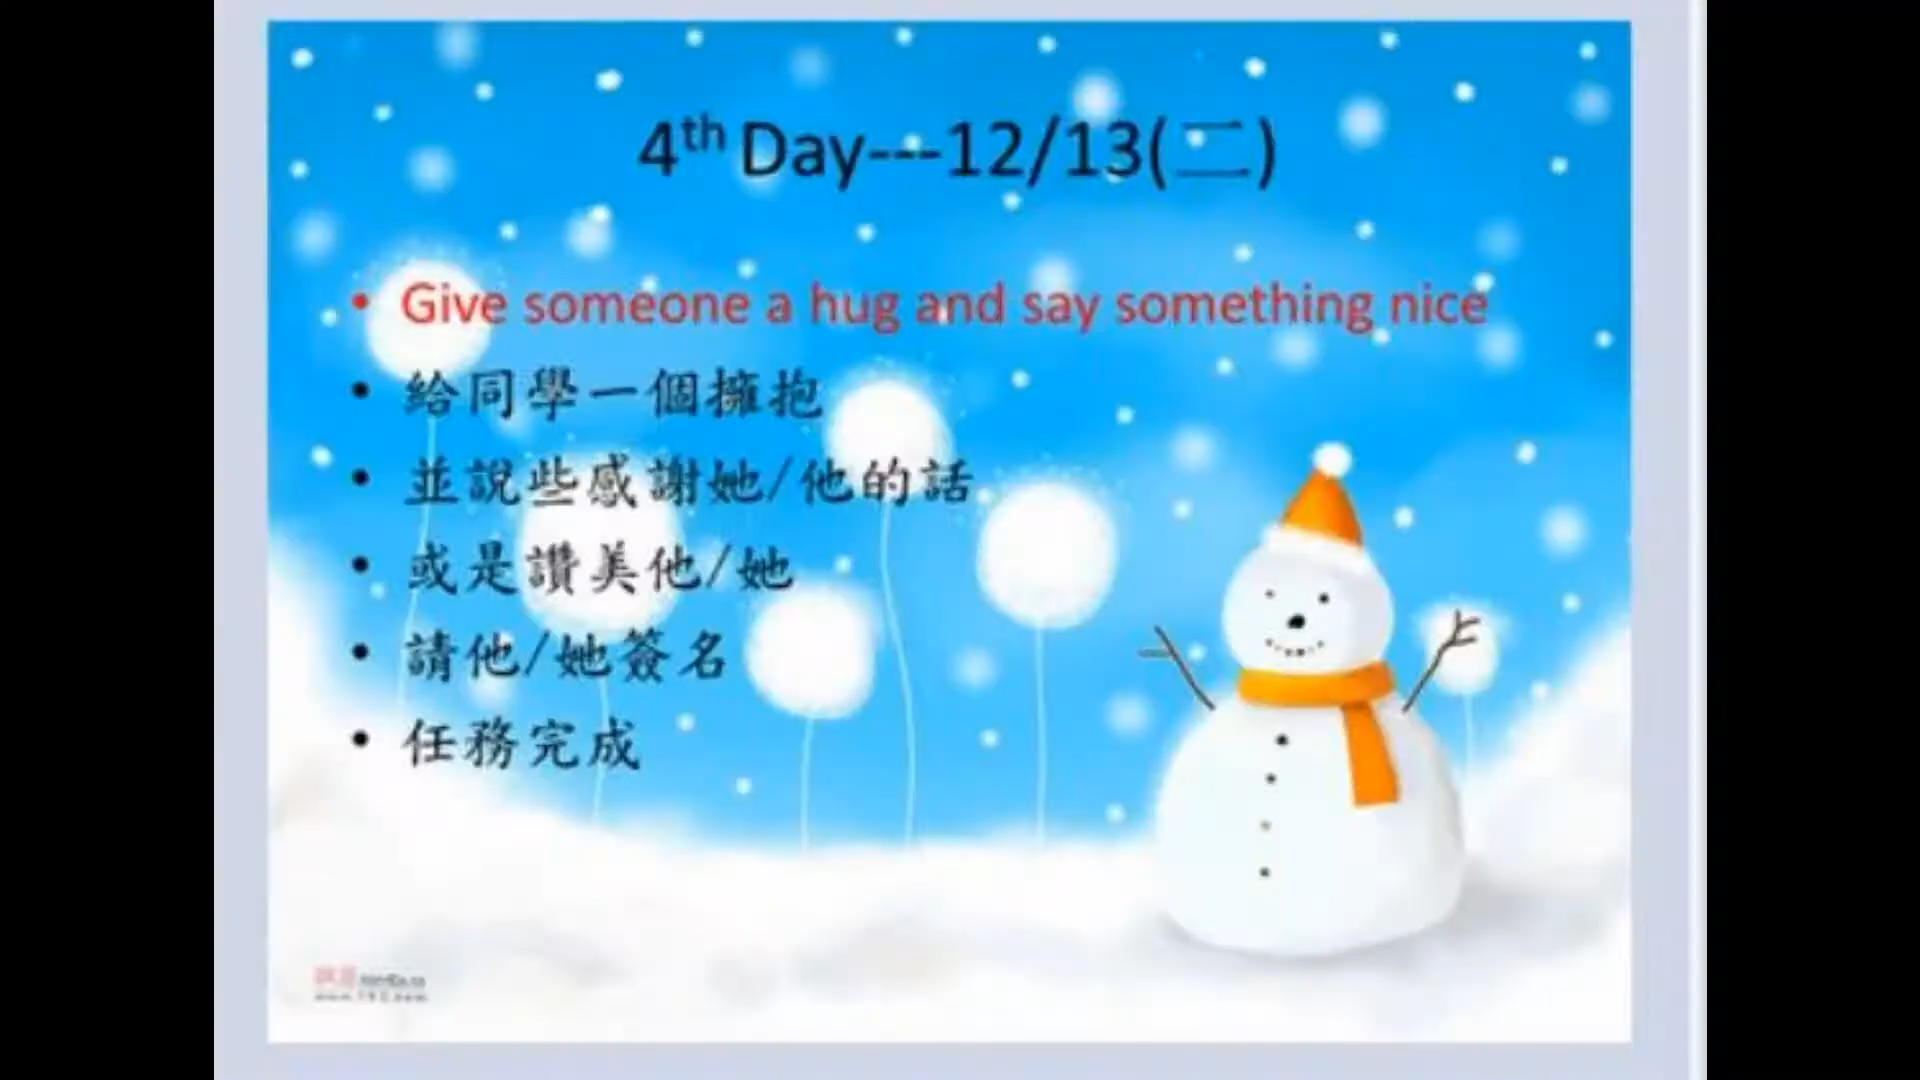 4th Day---12/13(二)
• Give someone a hug and say something nice
• 給同學一個擁抱
• 並說些感謝她/他的話
• 或是讚美他/她
• 請他/她簽名
• 任務完成